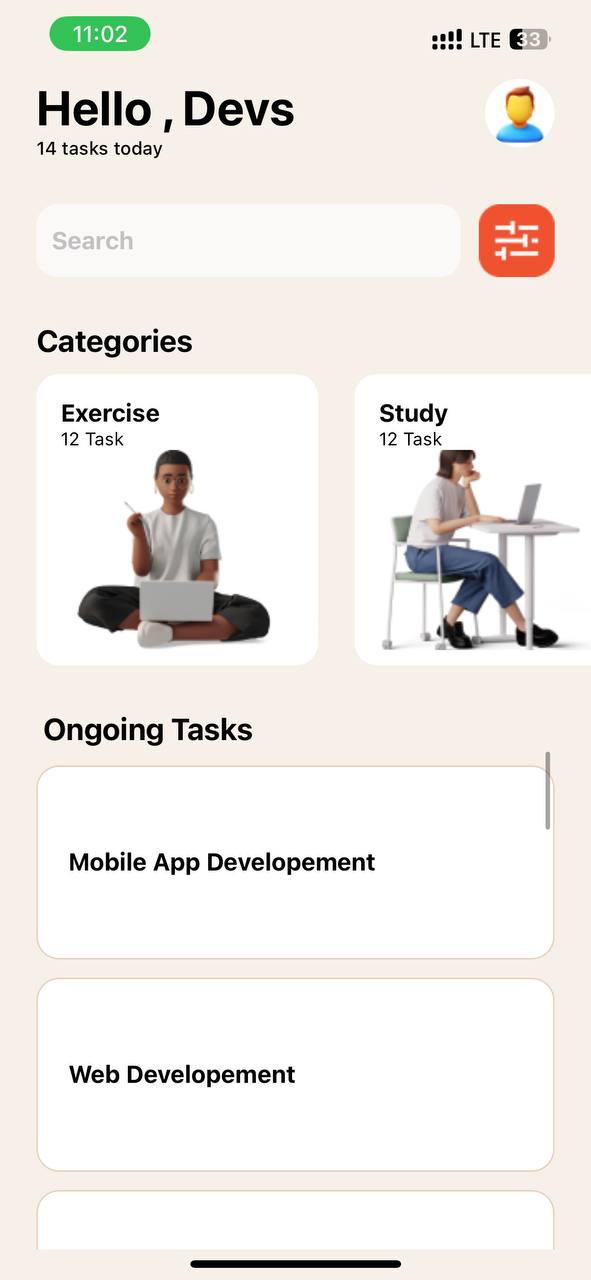 11:02
LTE
33
Hello , Devs
14 tasks today
Search
Categories
Exercise
12 Task
Study
12 Task
Ongoing Tasks
Mobile App Developement
Web Developement